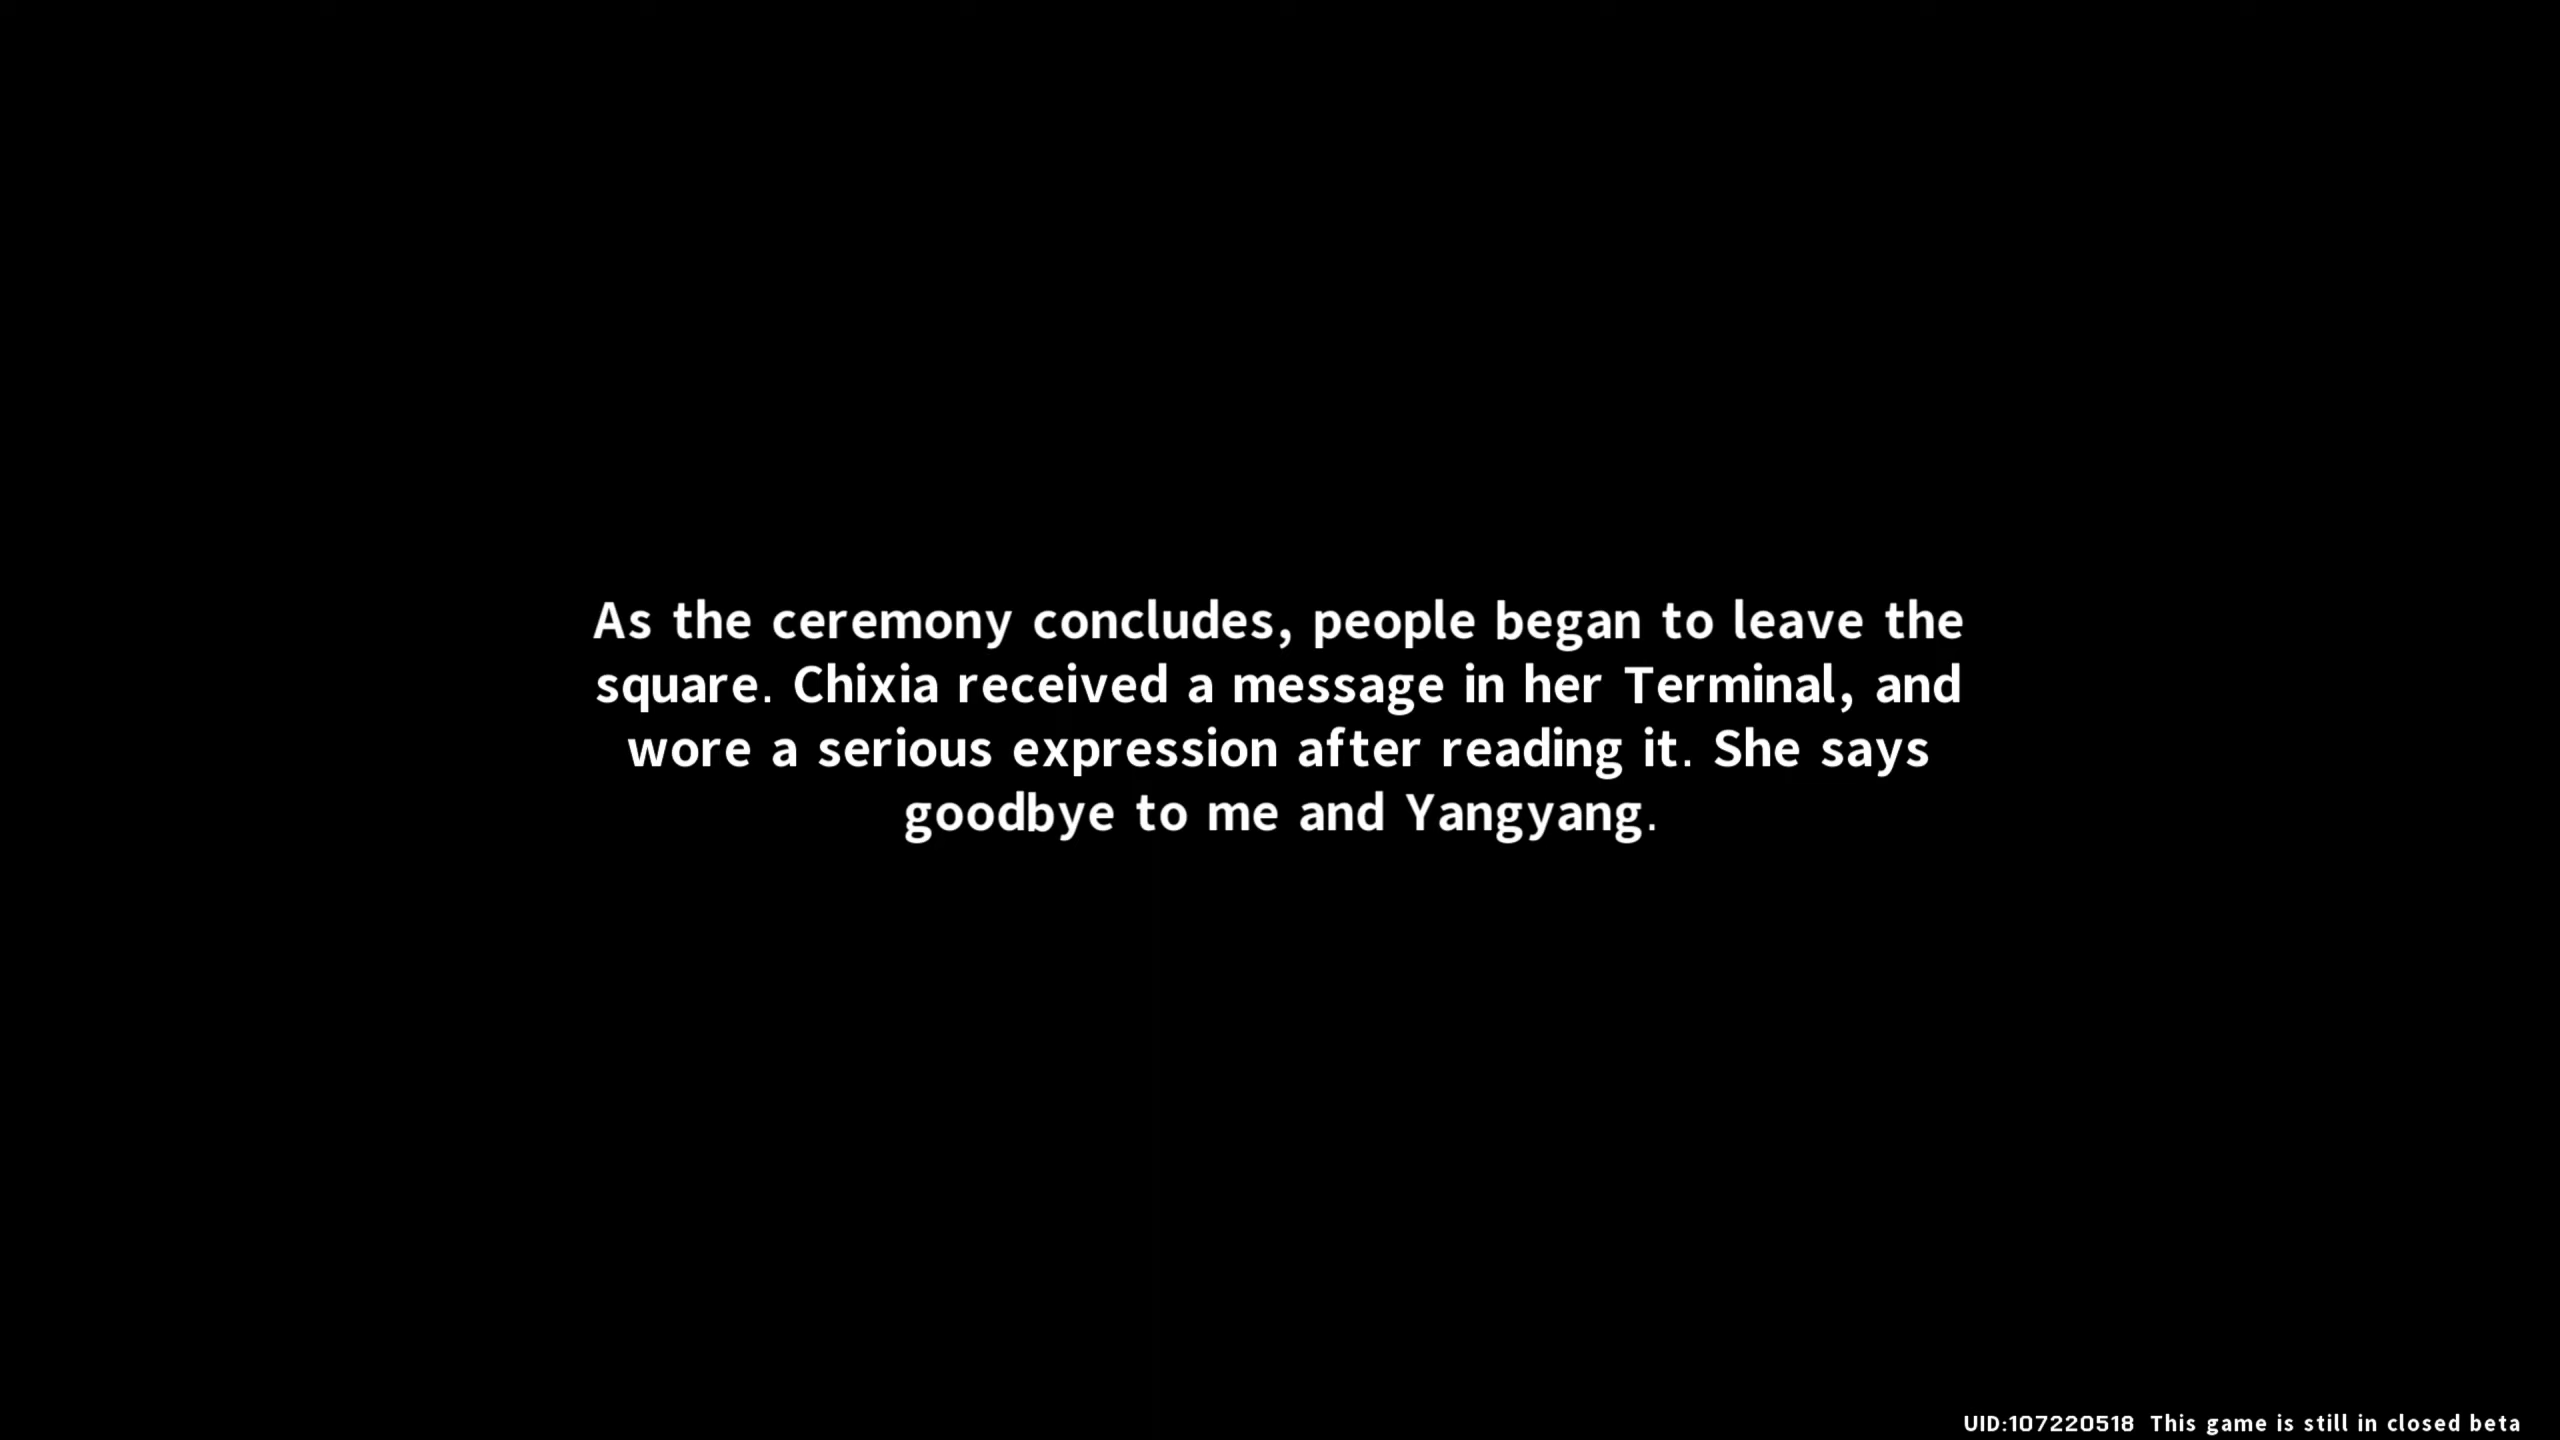 As the ceremony concludes, people began to leave the
square. Chixia received a message in her Terminal, and
wore a serious expression after reading it. She says
goodbye to me and Yangyang.
UID:107220518 This game is still in closed beta